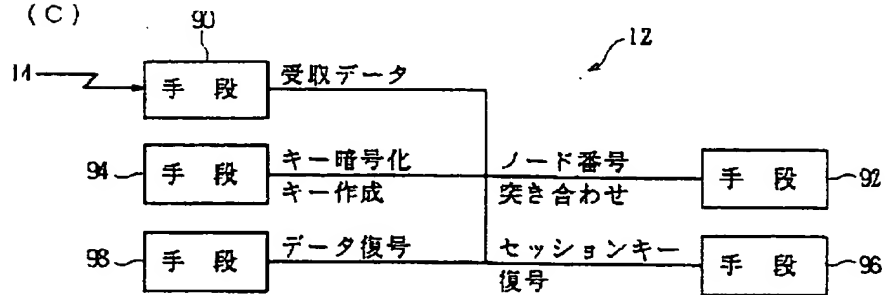 (C)
90
12
14
手段
受取データ
94
手段
キー暗号化
キー作成
ノード番号
突き合わせ
手段
92
98
手段
データ復号
セッションキー
復号
手段
96